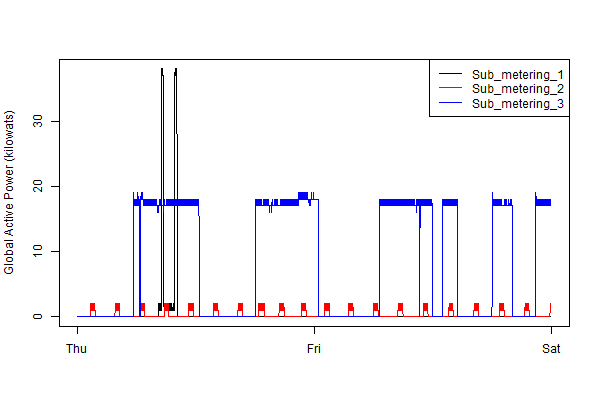 Sub_metering_1
Sub_metering_2
Sub_metering_3
Global Active Power (kilowats)
30
20
10
0
Thu Fri Sat